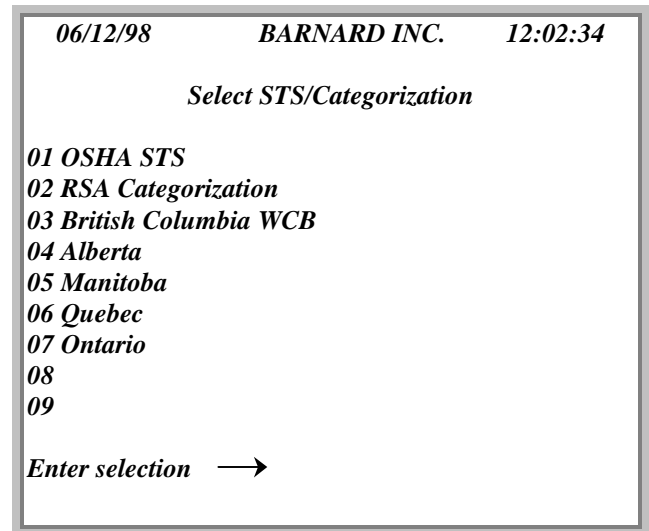 06/12/98 BARNARD INC. 12:02:34
Select STS/Categorization
01 OSHA STS
02 RSA Categorization
03 British Columbia WCB
04 Alberta
05 Manitoba
06 Quebec
07 Ontario
08
09
Enter selection →